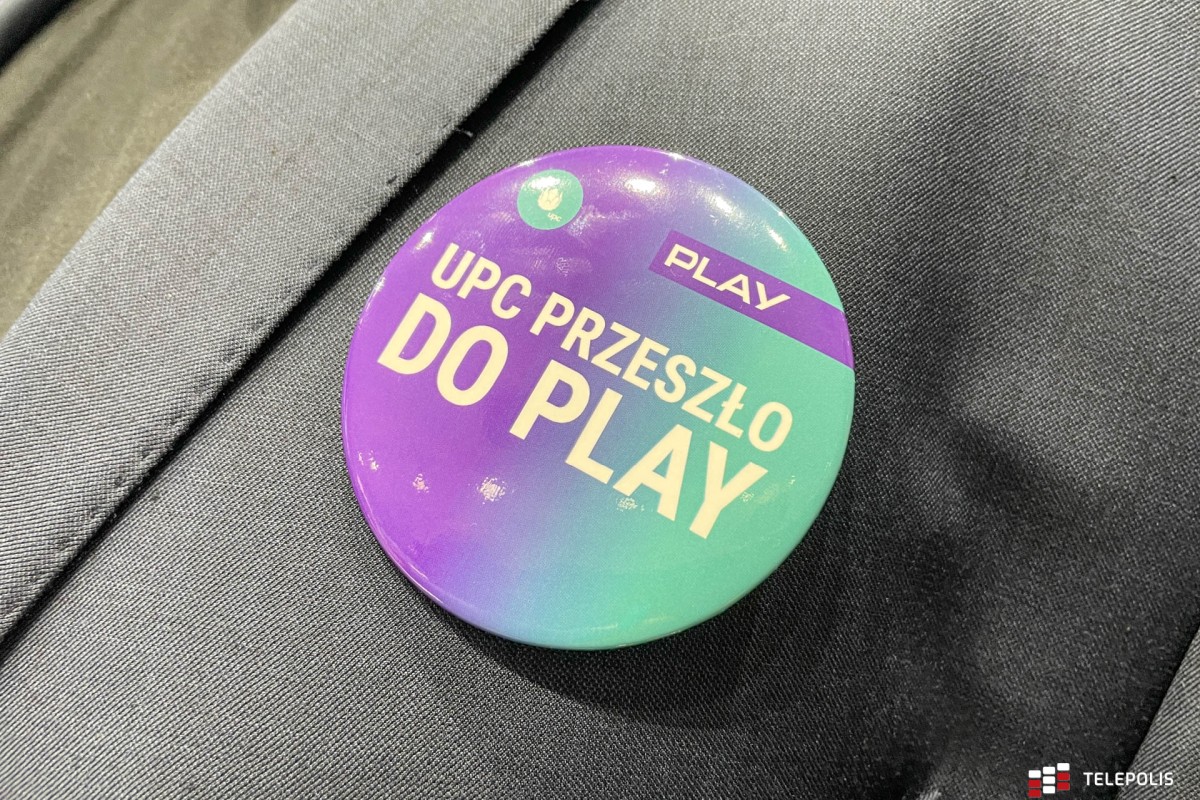 upc
PLAY
UPC PRZESZŁO
DO PLAY
TELEPOLIS